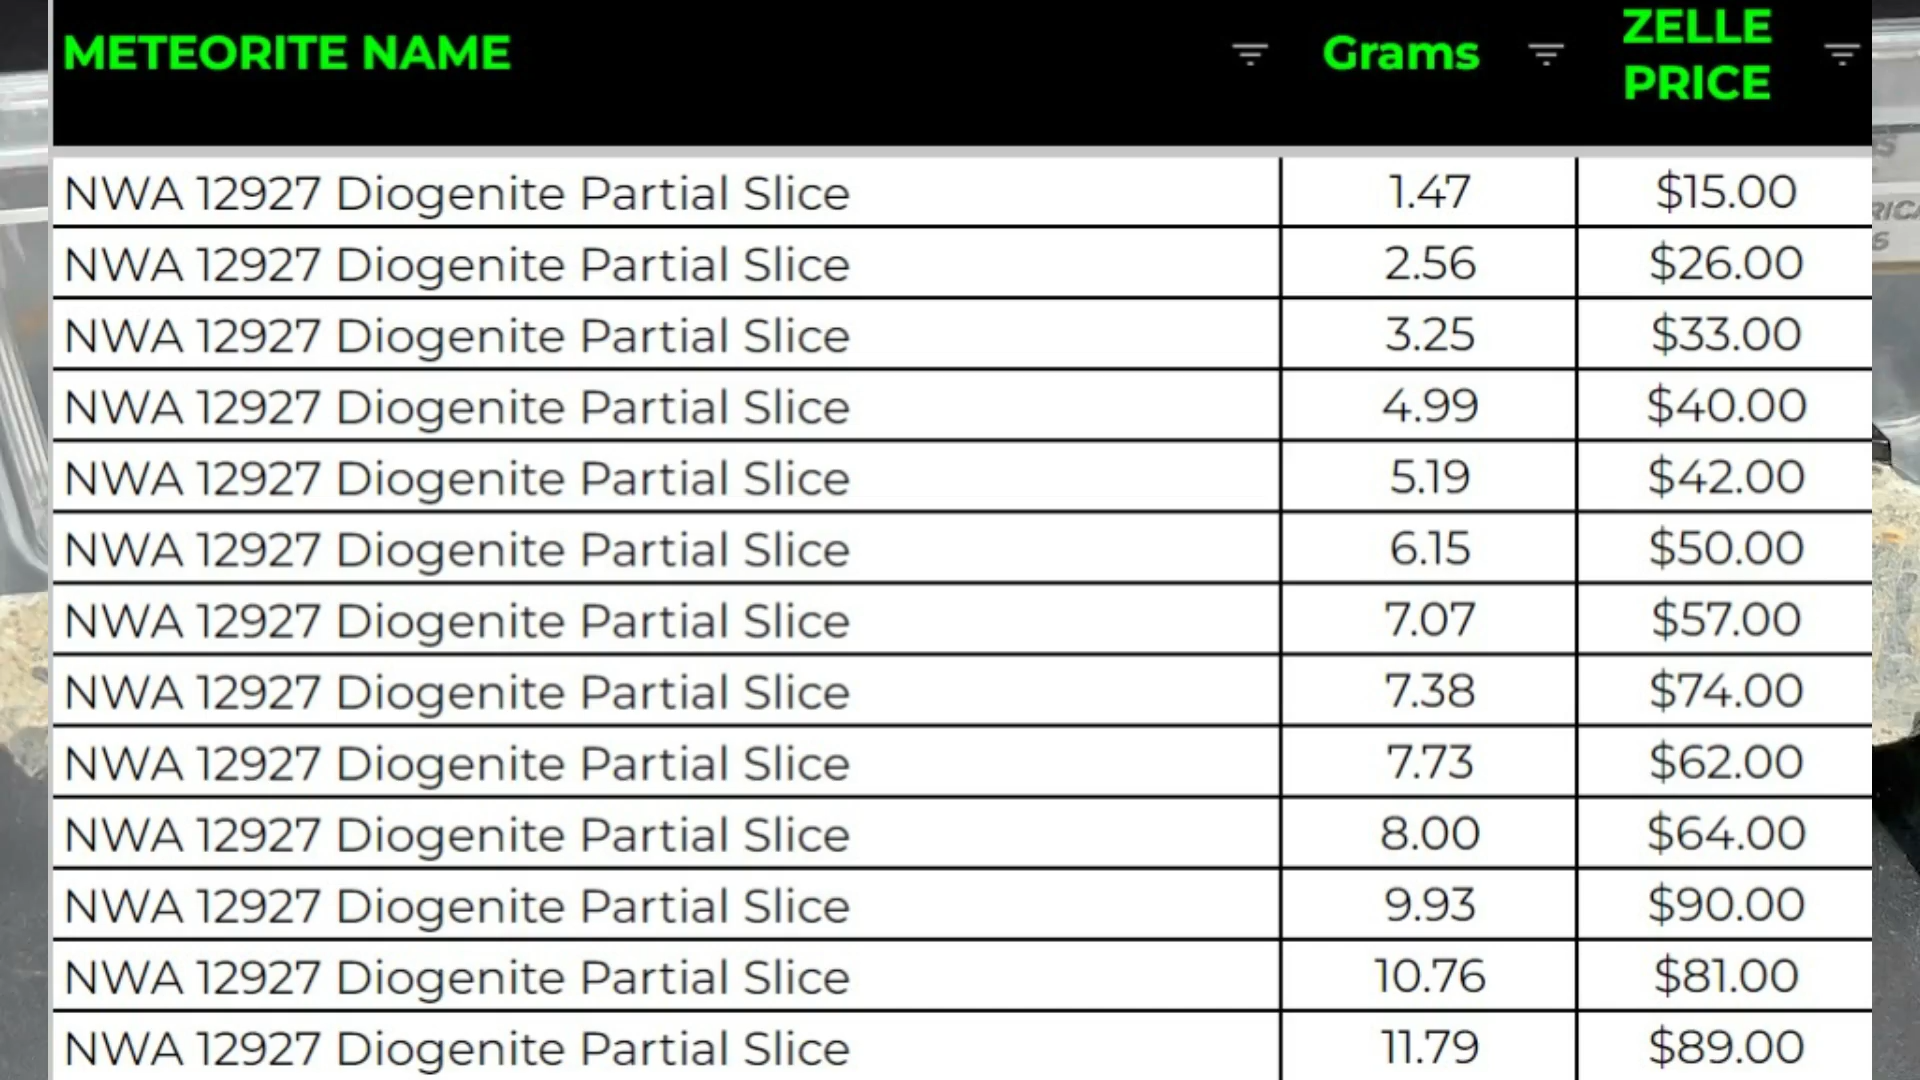 METEORITE NAME Grams ZELLE PRICE
NWA 12927 Diogenite Partial Slice 1.47 $15.00
NWA 12927 Diogenite Partial Slice 2.56 $26.00
NWA 12927 Diogenite Partial Slice 3.25 $33.00
NWA 12927 Diogenite Partial Slice 4.99 $40.00
NWA 12927 Diogenite Partial Slice 5.19 $42.00
NWA 12927 Diogenite Partial Slice 6.15 $50.00
NWA 12927 Diogenite Partial Slice 7.07 $57.00
NWA 12927 Diogenite Partial Slice 7.38 $74.00
NWA 12927 Diogenite Partial Slice 7.73 $62.00
NWA 12927 Diogenite Partial Slice 8.00 $64.00
NWA 12927 Diogenite Partial Slice 9.93 $90.00
NWA 12927 Diogenite Partial Slice 10.76 $81.00
NWA 12927 Diogenite Partial Slice 11.79 $89.00